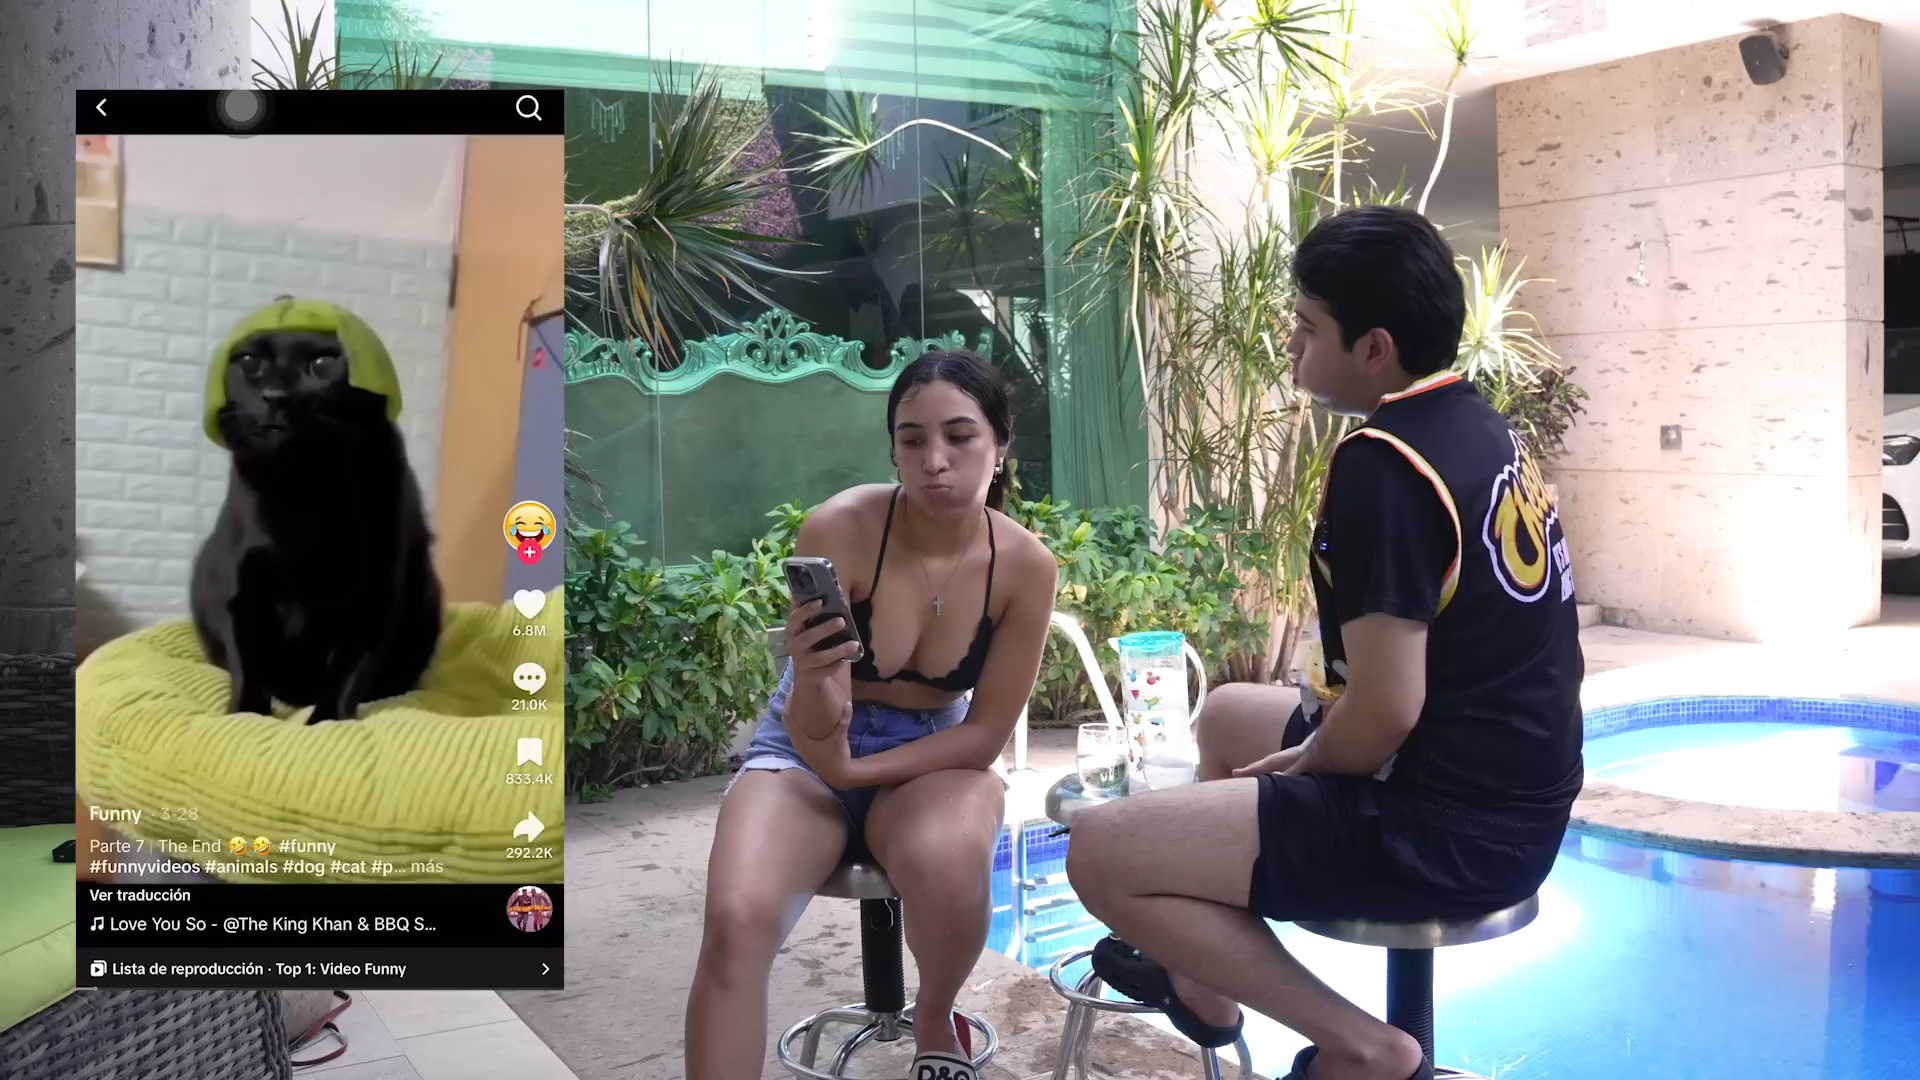 6.8M
21.0K
833.4K
292.2K
Funny · 3-28
Parte 7 | The End 🤣🤣 #funny
#funnyvideos #animals #dog #cat #p... más
Ver traducción
Love You So - @The King Khan & BBQ S...
Lista de reproducción · Top 1: Video Funny
D&G